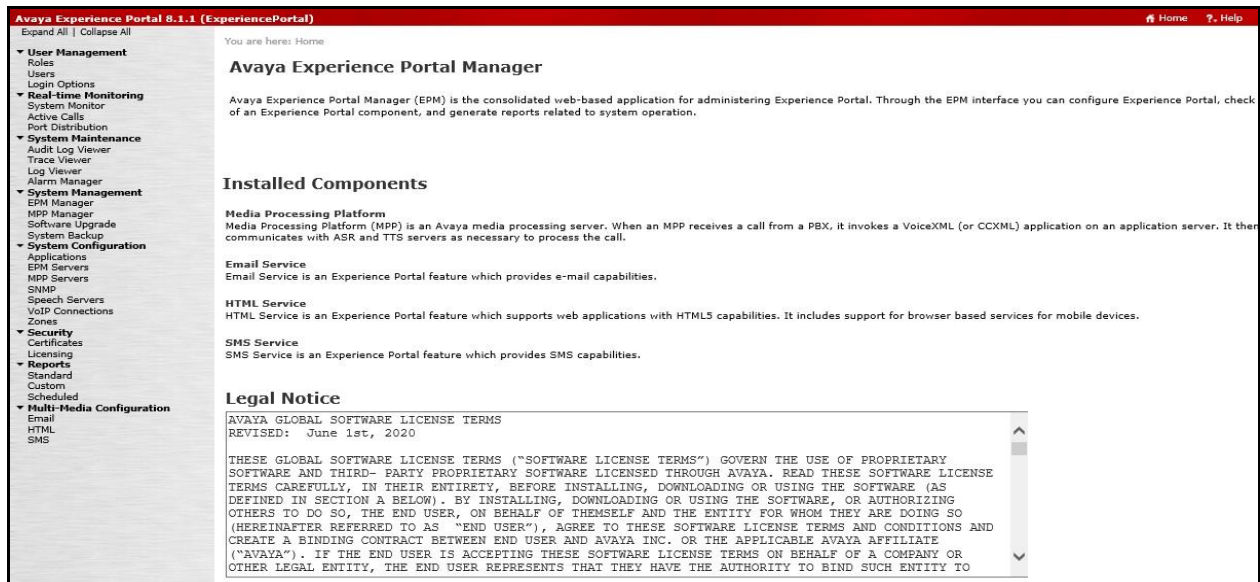 Avaya Experience Portal 8.1.1 (ExperiencePortal)
Home ?. Help
Expand All | Collapse All
User Management
Roles
Users
Login Options
Real-time Monitoring
System Monitor
Active Calls
Port Distribution
System Maintenance
Audit Log Viewer
Trace Viewer
Log Viewer
Alarm Manager
System Management
EPM Manager
MPP Manager
Software Upgrade
System Backup
System Configuration
Applications
EPM Servers
MPP Servers
SNMP
Speech Servers
VoIP Connections
Zones
Security
Certificates
Licensing
Reports
Standard
Custom
Scheduled
Multi-Media Configuration
Email
HTML
SMS
You are here: Home
Avaya Experience Portal Manager
Avaya Experience Portal Manager (EPM) is the consolidated web-based application for administering Experience Portal. Through the EPM interface you can configure Experience Portal, check
of an Experience Portal component, and generate reports related to system operation.
Installed Components
Media Processing Platform
Media Processing Platform (MPP) is an Avaya media processing server. When an MPP receives a call from a PBX, it invokes a VoiceXML (or CCXML) application on an application server. It then
communicates with ASR and TTS servers as necessary to process the call.
Email Service
Email Service is an Experience Portal feature which provides e-mail capabilities.
HTML Service
HTML Service is an Experience Portal feature which supports web applications with HTML5 capabilities. It includes support for browser based services for mobile devices.
SMS Service
SMS Service is an Experience Portal feature which provides SMS capabilities.
Legal Notice
AVAYA GLOBAL SOFTWARE LICENSE TERMS
REVISED: June 1st, 2020
THESE GLOBAL SOFTWARE LICENSE TERMS ("SOFTWARE LICENSE TERMS") GOVERN THE USE OF PROPRIETARY
SOFTWARE AND THIRD- PARTY PROPRIETARY SOFTWARE LICENSED THROUGH AVAYA. READ THESE SOFTWARE LICENSE
TERMS CAREFULLY, IN THEIR ENTIRETY, BEFORE INSTALLING, DOWNLOADING OR USING THE SOFTWARE (AS
DEFINED IN SECTION A BELOW). BY INSTALLING, DOWNLOADING OR USING THE SOFTWARE, OR AUTHORIZING
OTHERS TO DO SO, THE END USER, ON BEHALF OF THEMSELF AND THE ENTITY FOR WHOM THEY ARE DOING SO
(HEREINAFTER REFERRED TO AS "END USER"), AGREE TO THESE SOFTWARE LICENSE TERMS AND CONDITIONS AND
CREATE A BINDING CONTRACT BETWEEN END USER AND AVAYA INC. OR THE APPLICABLE AVAYA AFFILIATE
("AVAYA"). IF THE END USER IS ACCEPTING THESE SOFTWARE LICENSE TERMS ON BEHALF OF A COMPANY OR
OTHER LEGAL ENTITY, THE END USER REPRESENTS THAT THEY HAVE THE AUTHORITY TO BIND SUCH ENTITY TO